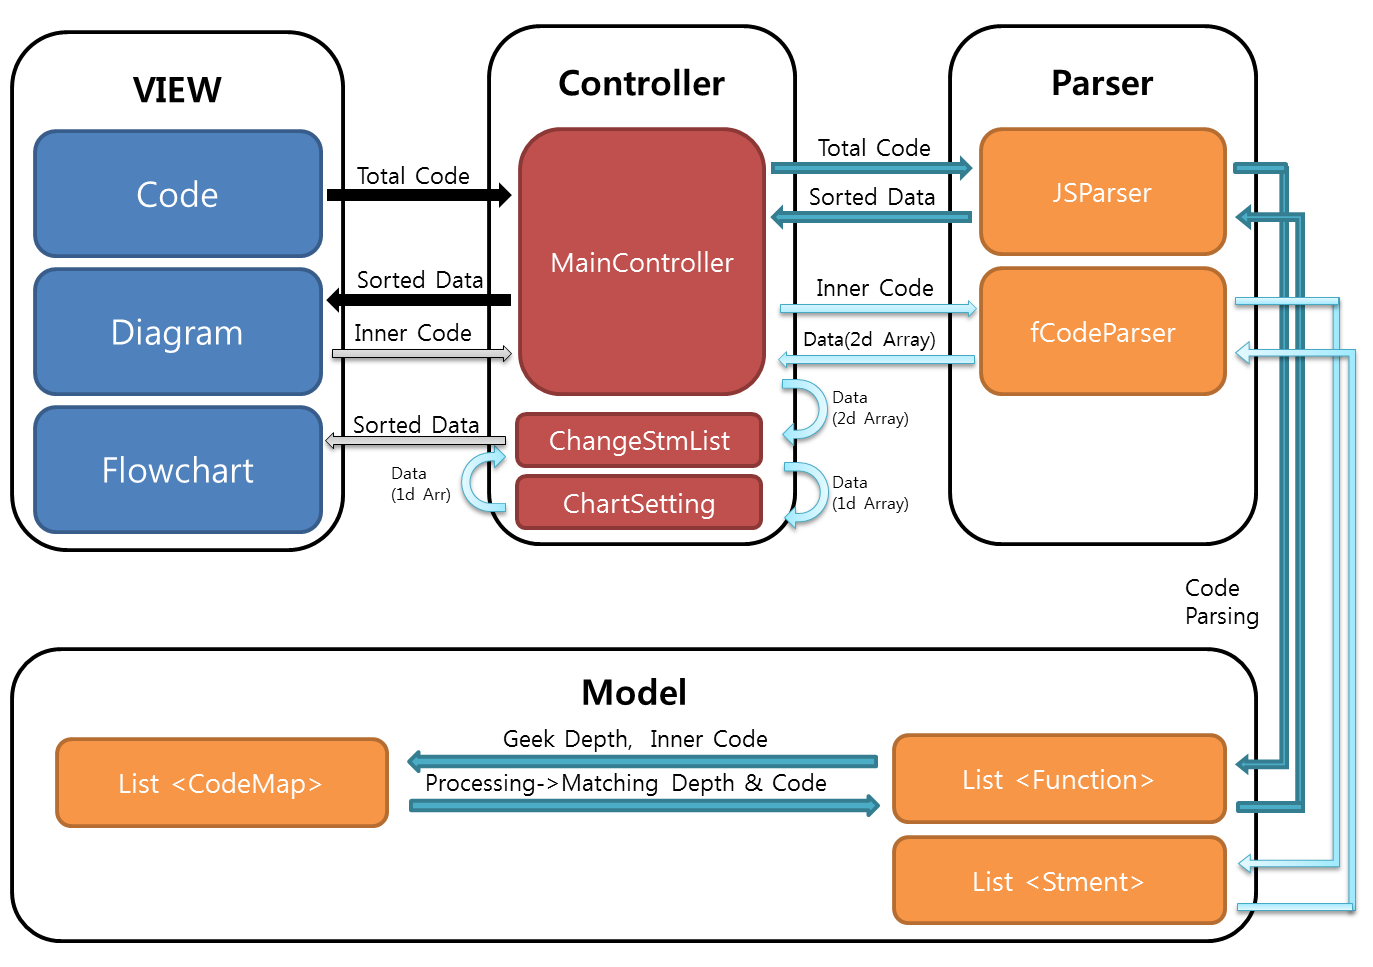 VIEW
Code
Diagram
Flowchart
Total Code
Sorted Data
Inner Code
Sorted Data
Data
(1d Arr)
Controller
MainController
ChangeStmList
ChartSetting
Total Code
Sorted Data
Inner Code
Data(2d Array)
Data
(2d Array)
Data
(1d Array)
Parser
JSParser
fCodeParser
Code
Parsing
Model
List <CodeMap>
Geek Depth, Inner Code
Processing->Matching Depth & Code
List <Function>
List <Stment>